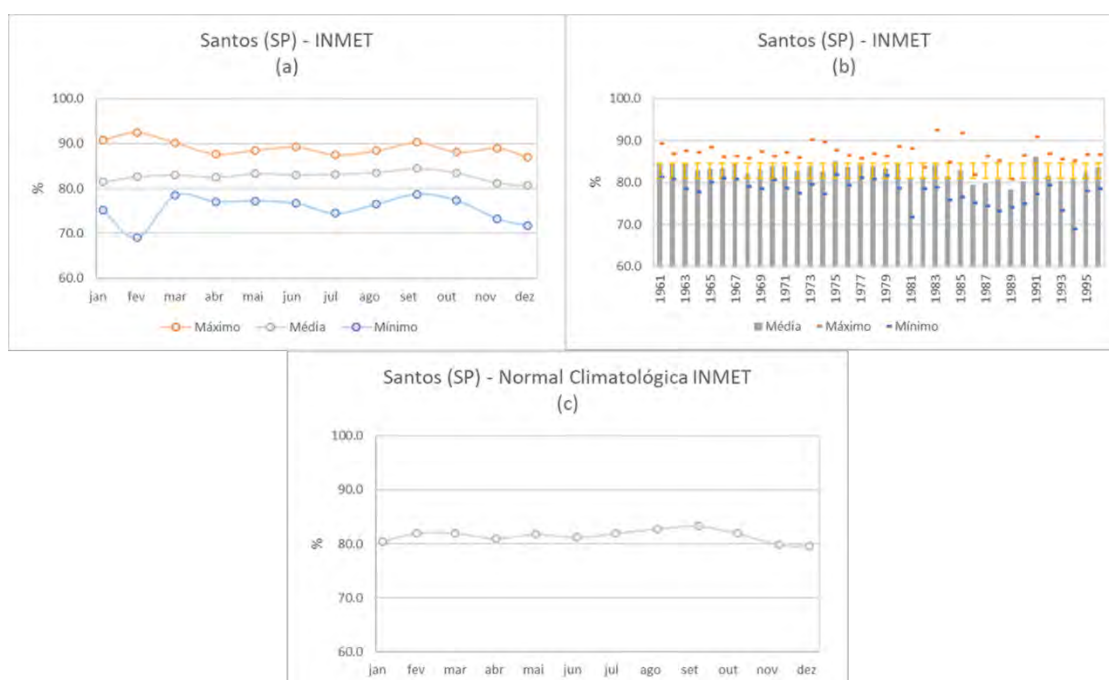 Santos (SP) - INMET
(a)
100.0
90.0
80.0
70.0
60.0
%
jan fev mar abr mai jun jul ago set out nov dez
Máximo Média Mínimo
Santos (SP) - INMET
(b)
100.0
90.0
80.0
70.0
60.0
%
1961 1963 1965 1967 1969 1971 1973 1975 1977 1979 1981 1983 1985 1987 1989 1991 1993 1995
Média Máximo Mínimo
Santos (SP) - Normal Climatológica INMET
(c)
100.0
90.0
80.0
70.0
60.0
%
jan fev mar abr mai jun jul ago set out nov dez